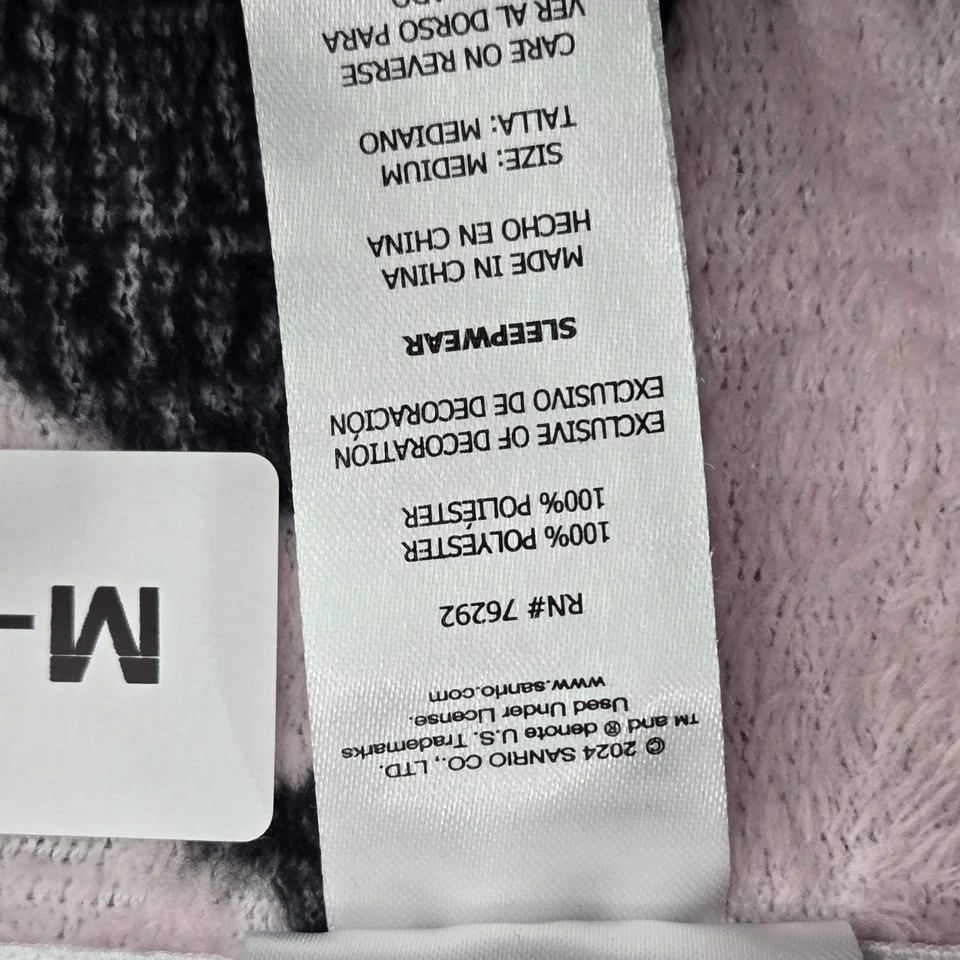 © 2024 SANRIO CO., LTD.
™ and ® denote U.S. Trademarks
Used Under License.
www.sanrio.com
RN# 76292
100% POLYESTER
100% POLIÉSTER
EXCLUSIVE OF DECORATION
EXCLUSIVO DE DECORACIÓN
SLEEPWEAR
MADE IN CHINA
HECHO EN CHINA
SIZE: MEDIUM
TALLA: MEDIANO
CARE ON REVERSE
VER AL DORSO PARA
M-